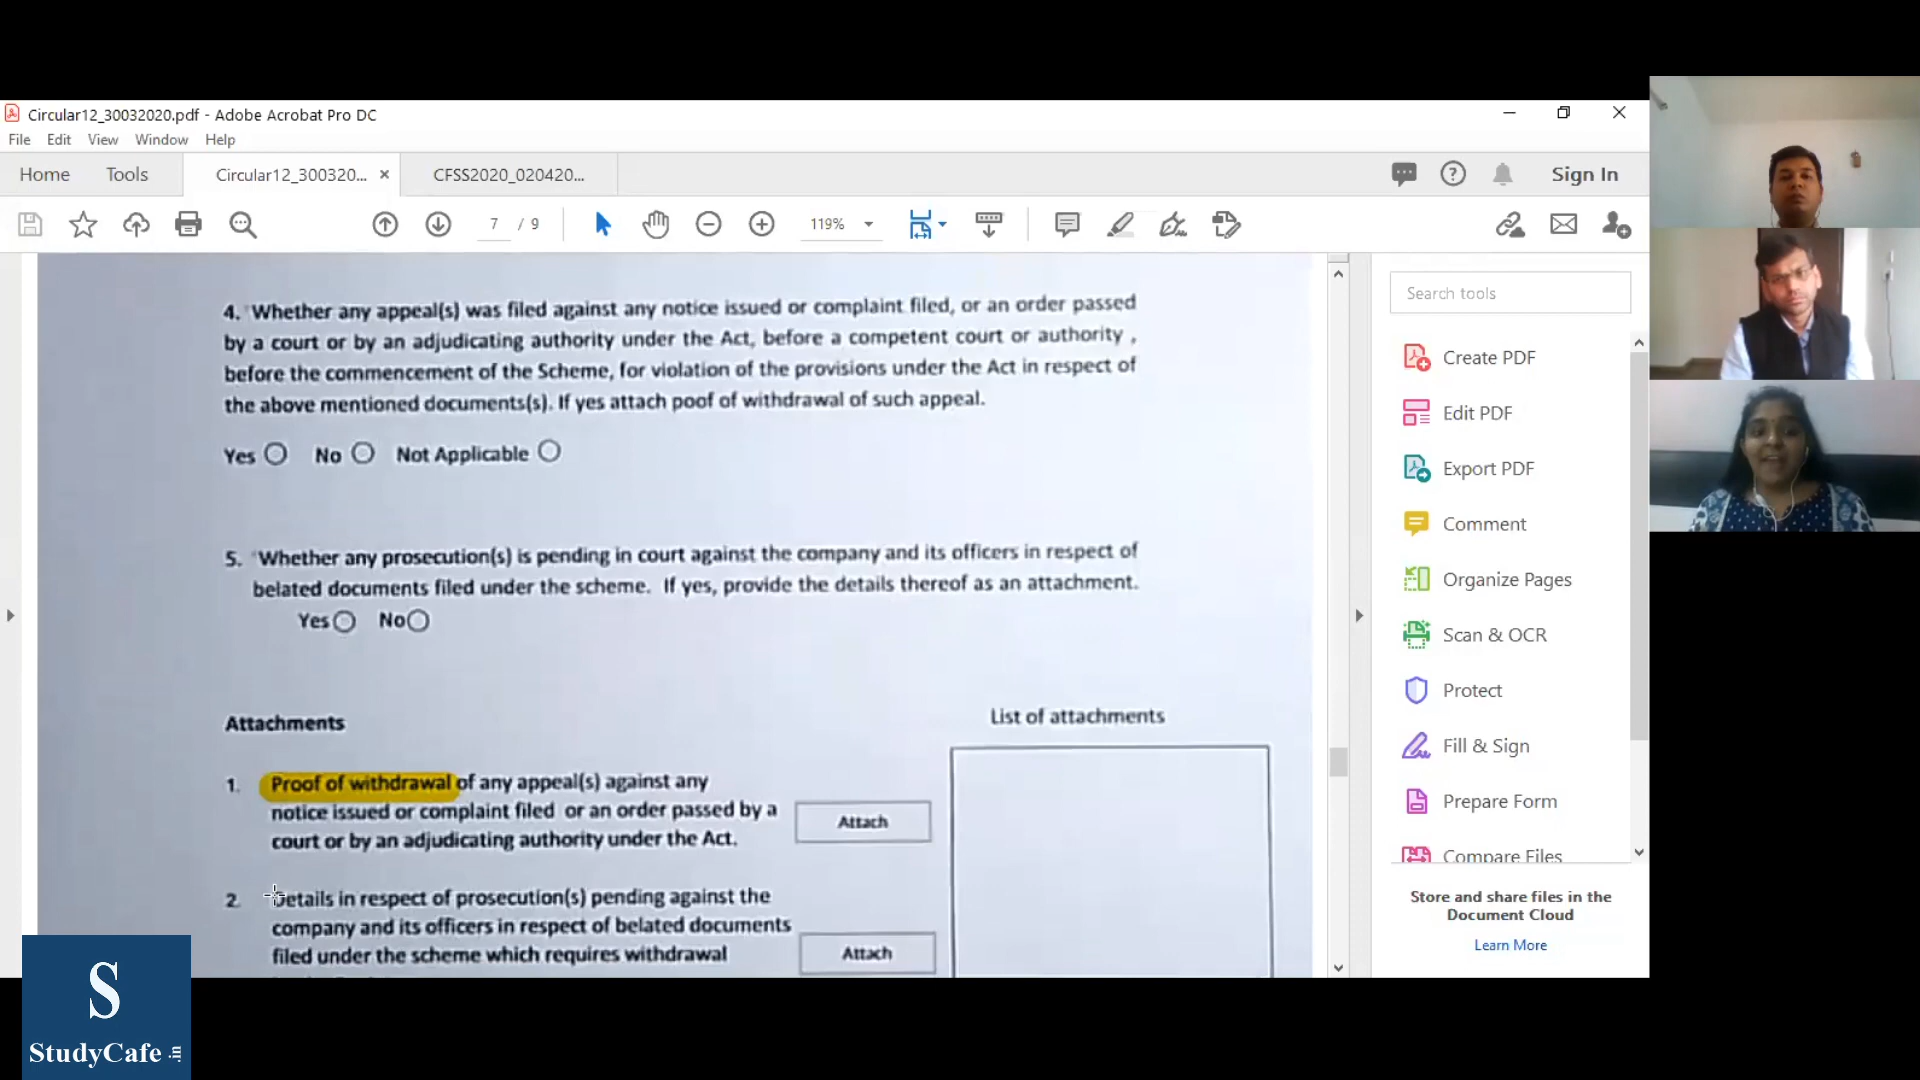 Circular12_30032020.pdf - Adobe Acrobat Pro DC
File Edit View Window Help
Home Tools Circular12_300320... × CFSS2020_020420... Sign In
7 / 9 119%
4. *Whether any appeal(s) was filed against any notice issued or complaint filed, or an order passed
by a court or by an adjudicating authority under the Act, before a competent court or authority ,
before the commencement of the Scheme, for violation of the provisions under the Act in respect of
the above mentioned documents(s). If yes attach poof of withdrawal of such appeal.
Yes No Not Applicable
5. *Whether any prosecution(s) is pending in court against the company and its officers in respect of
belated documents filed under the scheme. If yes, provide the details thereof as an attachment.
Yes No
Attachments
List of attachments
1. Proof of withdrawal of any appeal(s) against any
notice issued or complaint filed or an order passed by a
court or by an adjudicating authority under the Act.
Attach
2. Details in respect of prosecution(s) pending against the
company and its officers in respect of belated documents
filed under the scheme which requires withdrawal
Attach
Search tools
Create PDF
Edit PDF
Export PDF
Comment
Organize Pages
Scan & OCR
Protect
Fill & Sign
Prepare Form
Compare Files
Store and share files in the
Document Cloud
Learn More
S
StudyCafe .in